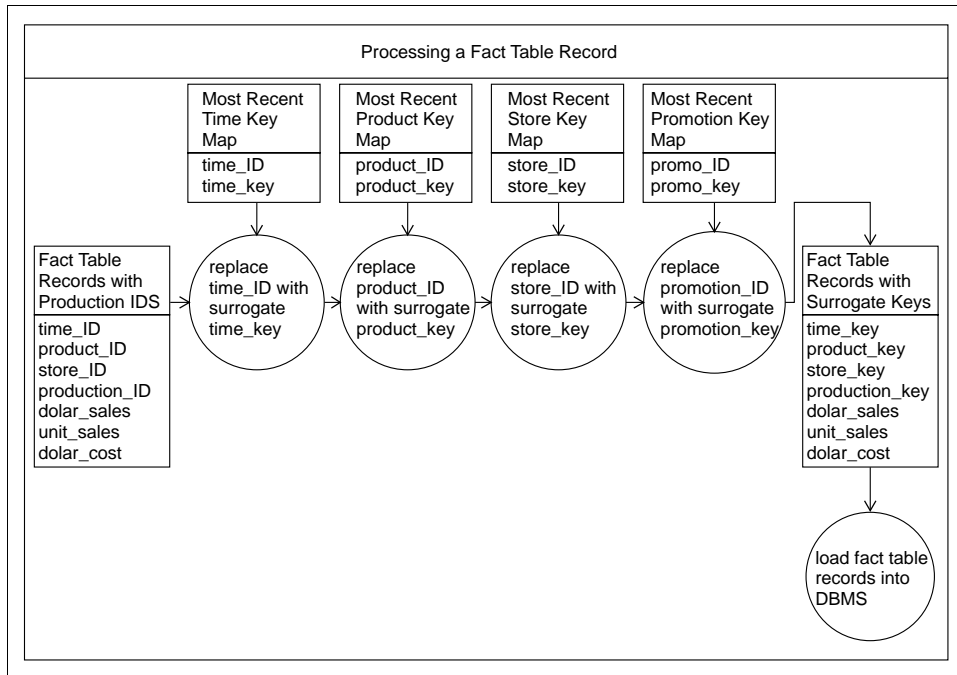 Processing a Fact Table Record
Most Recent
Time Key
Map
time_ID
time_key
Most Recent
Product Key
Map
product_ID
product_key
Most Recent
Store Key
Map
store_ID
store_key
Most Recent
Promotion Key
Map
promo_ID
promo_key
Fact Table
Records with
Production IDS
time_ID
product_ID
store_ID
production_ID
dolar_sales
unit_sales
dolar_cost
replace
time_ID with
surrogate
time_key
replace
product_ID
with surrogate
product_key
replace
store_ID with
surrogate
store_key
replace
promotion_ID
with surrogate
promotion_key
Fact Table
Records with
Surrogate Keys
time_key
product_key
store_key
production_key
dolar_sales
unit_sales
dolar_cost
load fact table
records into
DBMS